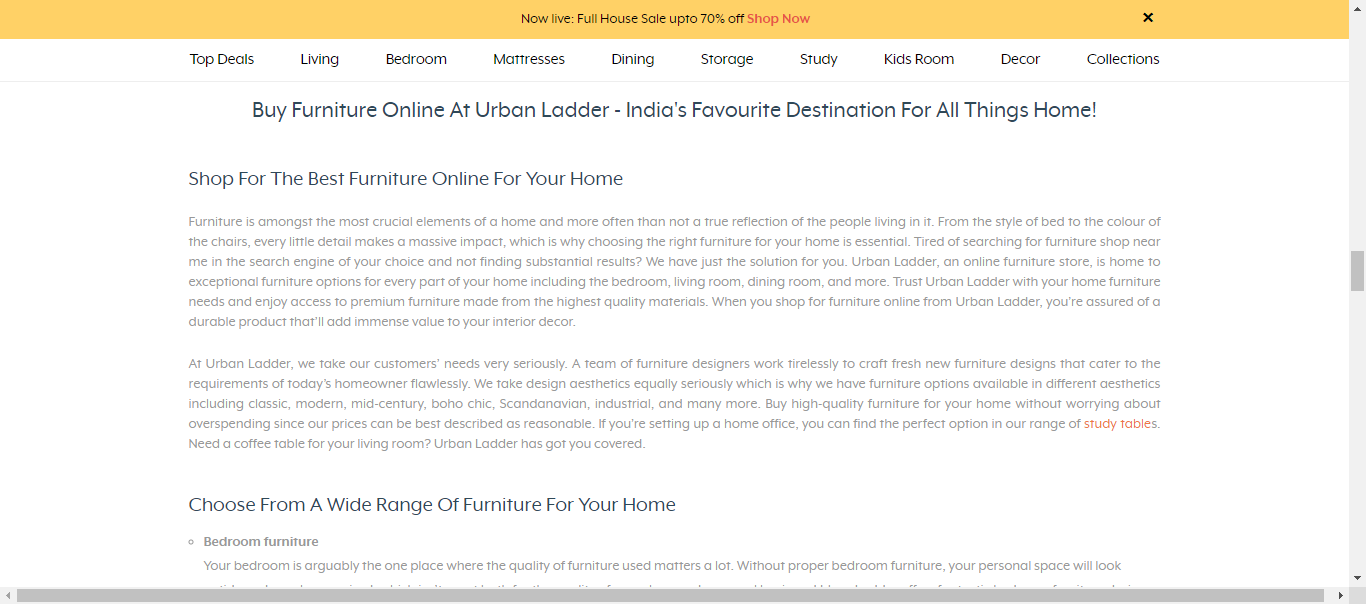 Now live: Full House Sale upto 70% off Shop Now ✕
Top Deals Living Bedroom Mattresses Dining Storage Study Kids Room Decor Collections
Buy Furniture Online At Urban Ladder - India's Favourite Destination For All Things Home!
Shop For The Best Furniture Online For Your Home
Furniture is amongst the most crucial elements of a home and more often than not a true reflection of the people living in it. From the style of bed to the colour of
the chairs, every little detail makes a massive impact, which is why choosing the right furniture for your home is essential. Tired of searching for furniture shop near
me in the search engine of your choice and not finding substantial results? We have just the solution for you. Urban Ladder, an online furniture store, is home to
exceptional furniture options for every part of your home including the bedroom, living room, dining room, and more. Trust Urban Ladder with your home furniture
needs and enjoy access to premium furniture made from the highest quality materials. When you shop for furniture online from Urban Ladder, you're assured of a
durable product that'll add immense value to your interior decor.
At Urban Ladder, we take our customers' needs very seriously. A team of furniture designers work tirelessly to craft fresh new furniture designs that cater to the
requirements of today's homeowner flawlessly. We take design aesthetics equally seriously which is why we have furniture options available in different aesthetics
including classic, modern, mid-century, boho chic, Scandanavian, industrial, and many more. Buy high-quality furniture for your home without worrying about
overspending since our prices can be best described as reasonable. If you're setting up a home office, you can find the perfect option in our range of study tables.
Need a coffee table for your living room? Urban Ladder has got you covered.
Choose From A Wide Range Of Furniture For Your Home
Bedroom furniture
Your bedroom is arguably the one place where the quality of furniture used matters a lot. Without proper bedroom furniture, your personal space will look